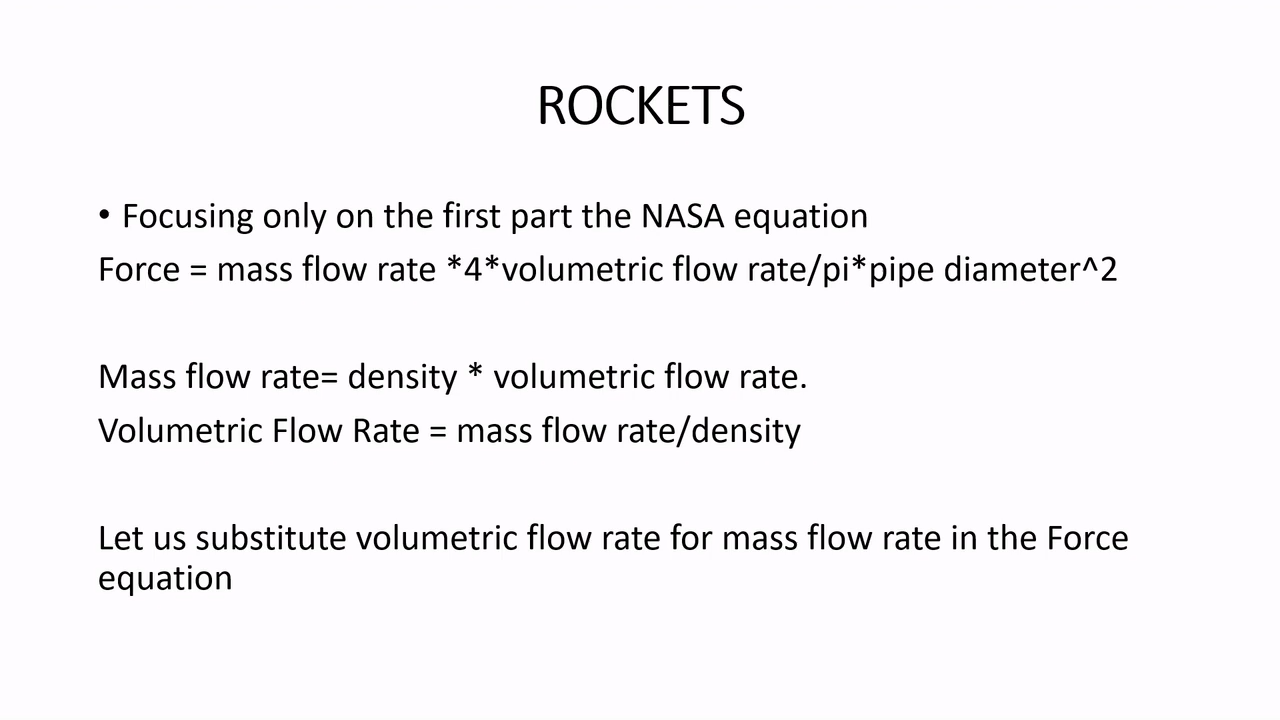 ROCKETS
• Focusing only on the first part the NASA equation
Force = mass flow rate *4*volumetric flow rate/pi*pipe diameter^2
Mass flow rate= density * volumetric flow rate.
Volumetric Flow Rate = mass flow rate/density
Let us substitute volumetric flow rate for mass flow rate in the Force
equation